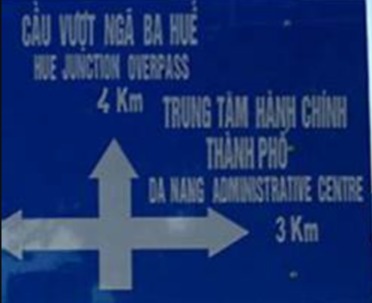 CẦU VƯỢT NGÃ BA HUẾ
HUE JUNCTION OVERPASS
4 Km
TRUNG TÂM HÀNH CHÍNH
THÀNH PHỐ
DA NANG ADMINISTRATIVE CENTRE
3 Km